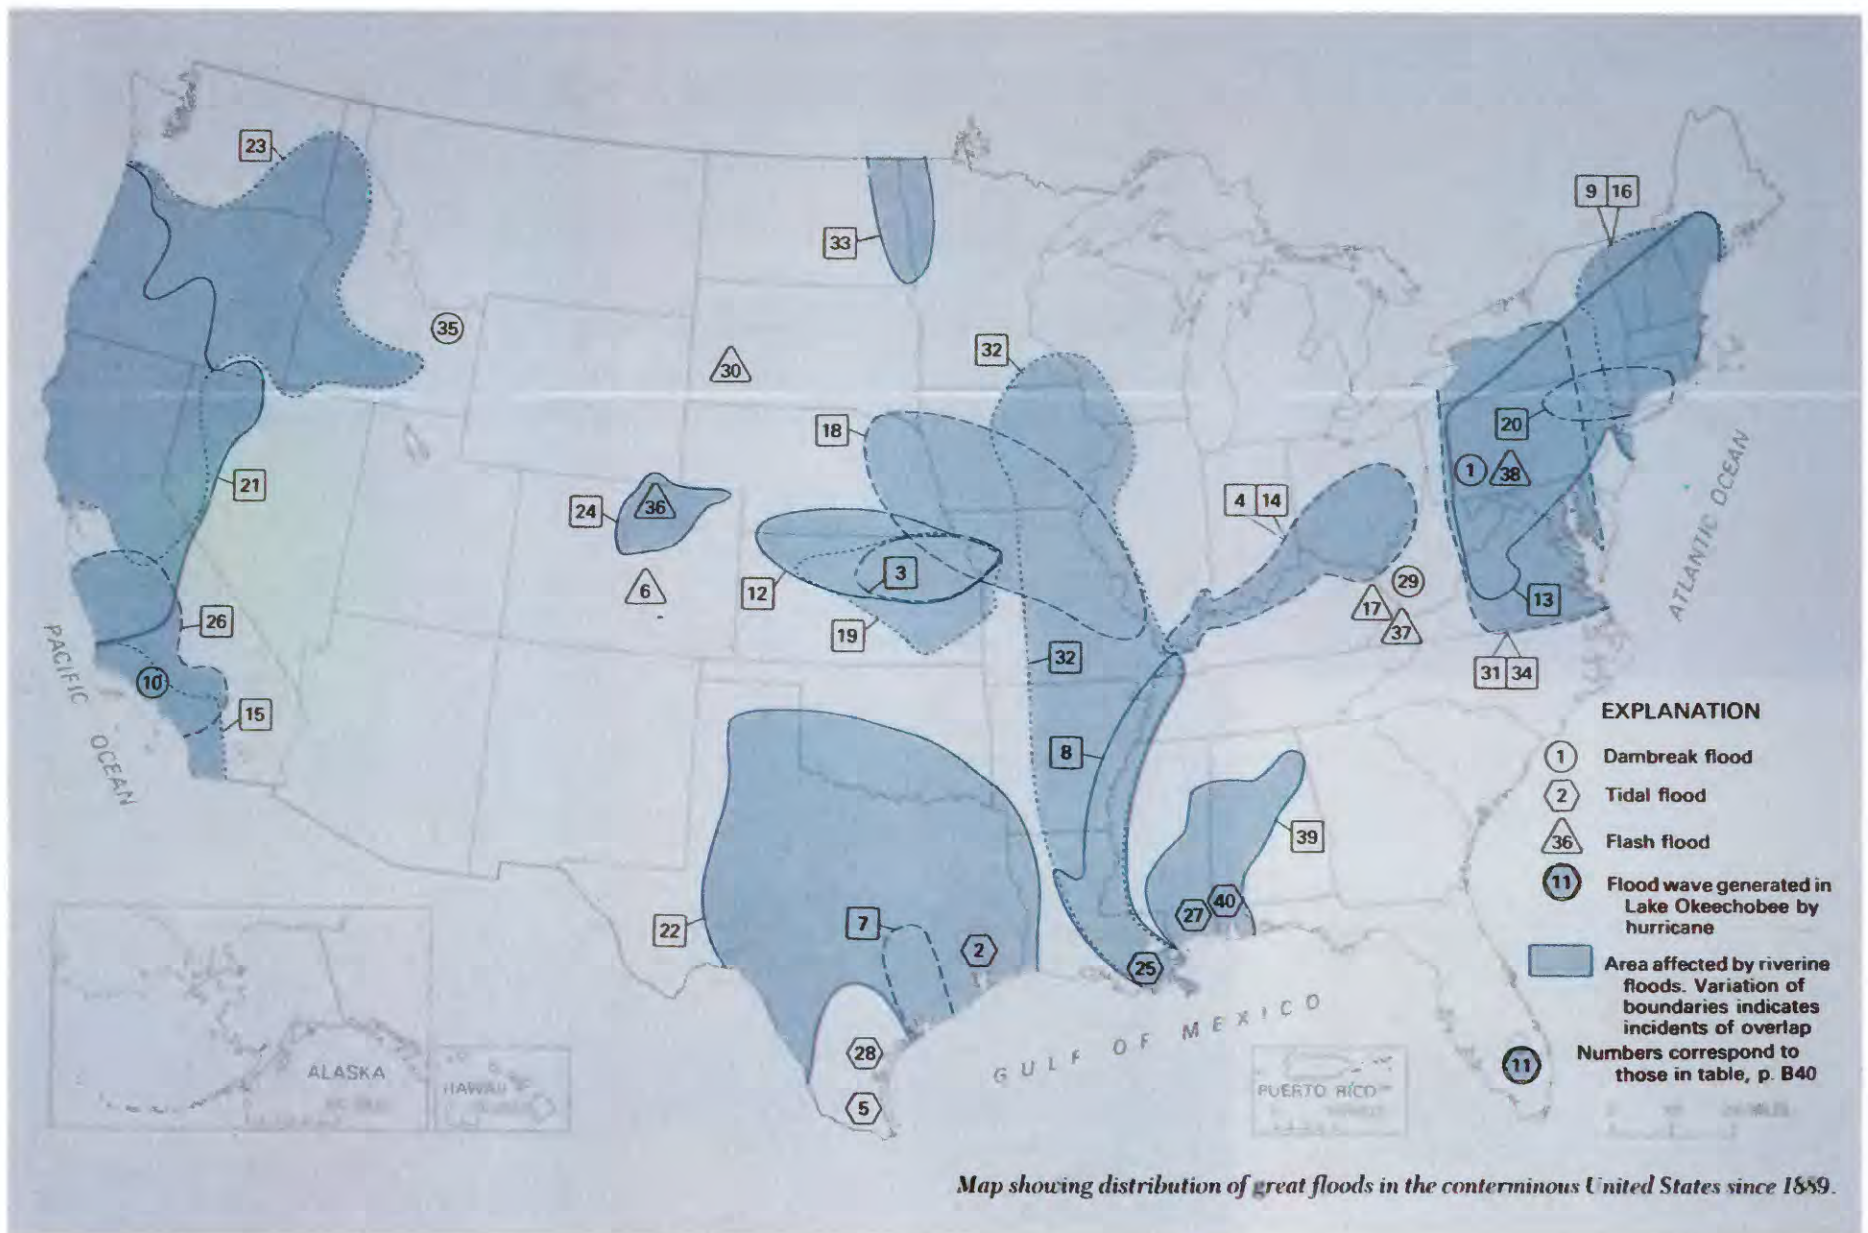 23
9 16
33
35
32
30
18
20
1 38
21
4 14
36
24
3
6
12
29
17
13
26
19
37
32
31 34
10
15
8
39
22
7
27 40
2
25
28
5
PACIFIC OCEAN
ATLANTIC OCEAN
GULF OF MEXICO
ALASKA
HAWAII
PUERTO RICO
EXPLANATION
1 Dambreak flood
2 Tidal flood
36 Flash flood
11 Flood wave generated in
Lake Okeechobee by
hurricane
Area affected by riverine
floods. Variation of
boundaries indicates
incidents of overlap
11 Numbers correspond to
those in table, p. B40
Map showing distribution of great floods in the conterminous United States since 1889.